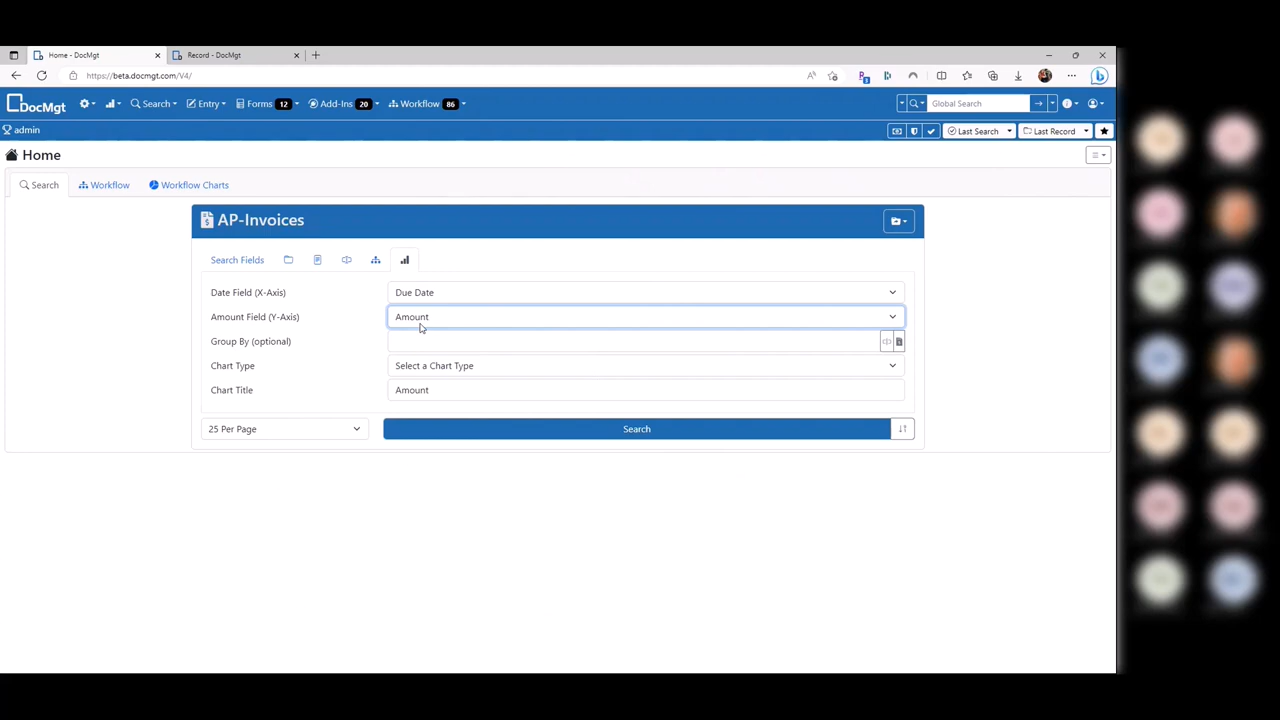 Home - DocMgt
Record - DocMgt
https://beta.docmgt.com/V4/
DocMgt
Search
Entry
Forms 12
Add-Ins 20
Workflow 86
Global Search
admin
Last Search
Last Record
Home
Search
Workflow
Workflow Charts
AP-Invoices
Search Fields
Date Field (X-Axis)
Due Date
Amount Field (Y-Axis)
Amount
Group By (optional)
Chart Type
Select a Chart Type
Chart Title
Amount
25 Per Page
Search